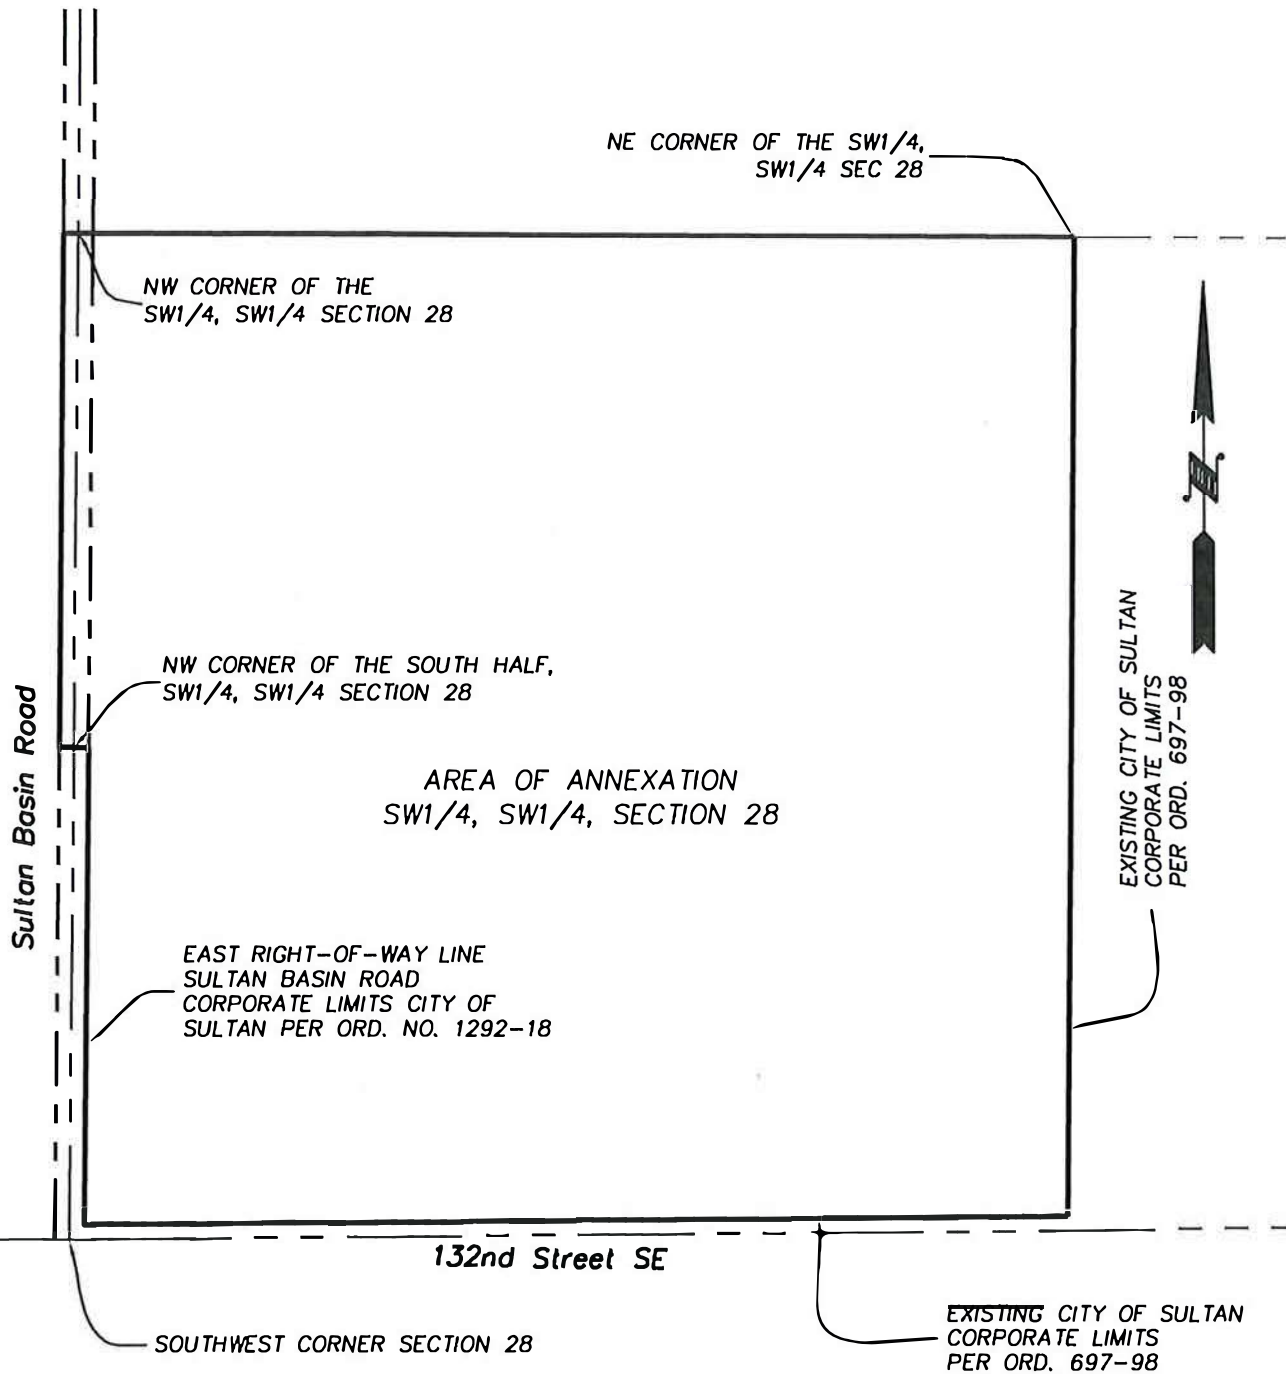 NE CORNER OF THE SW1/4,
SW1/4 SEC 28
NW CORNER OF THE
SW1/4, SW1/4 SECTION 28
N
NW CORNER OF THE SOUTH HALF,
SW1/4, SW1/4 SECTION 28
Sultan Basin Road
AREA OF ANNEXATION
SW1/4, SW1/4, SECTION 28
EXISTING CITY OF SULTAN
CORPORATE LIMITS
PER ORD. 697-98
EAST RIGHT-OF-WAY LINE
SULTAN BASIN ROAD
CORPORATE LIMITS CITY OF
SULTAN PER ORD. NO. 1292-18
132nd Street SE
SOUTHWEST CORNER SECTION 28
EXISTING CITY OF SULTAN
CORPORATE LIMITS
PER ORD. 697-98